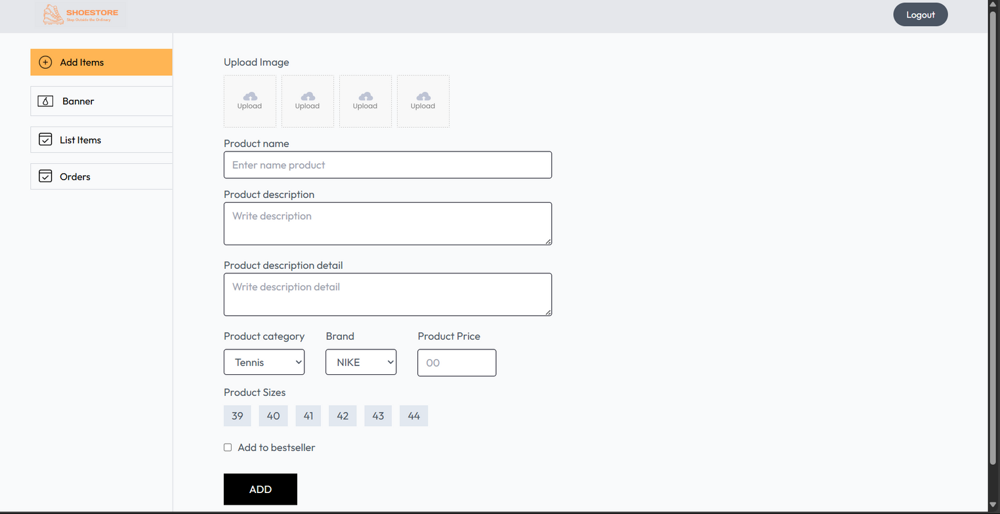 SHOESTORE
Step Outside the Ordinary
Logout
Add Items
Banner
List Items
Orders
Upload Image
Upload Upload Upload Upload
Product name
Enter name product
Product description
Write description
Product description detail
Write description detail
Product category Brand Product Price
Tennis NIKE 00
Product Sizes
39 40 41 42 43 44
Add to bestseller
ADD